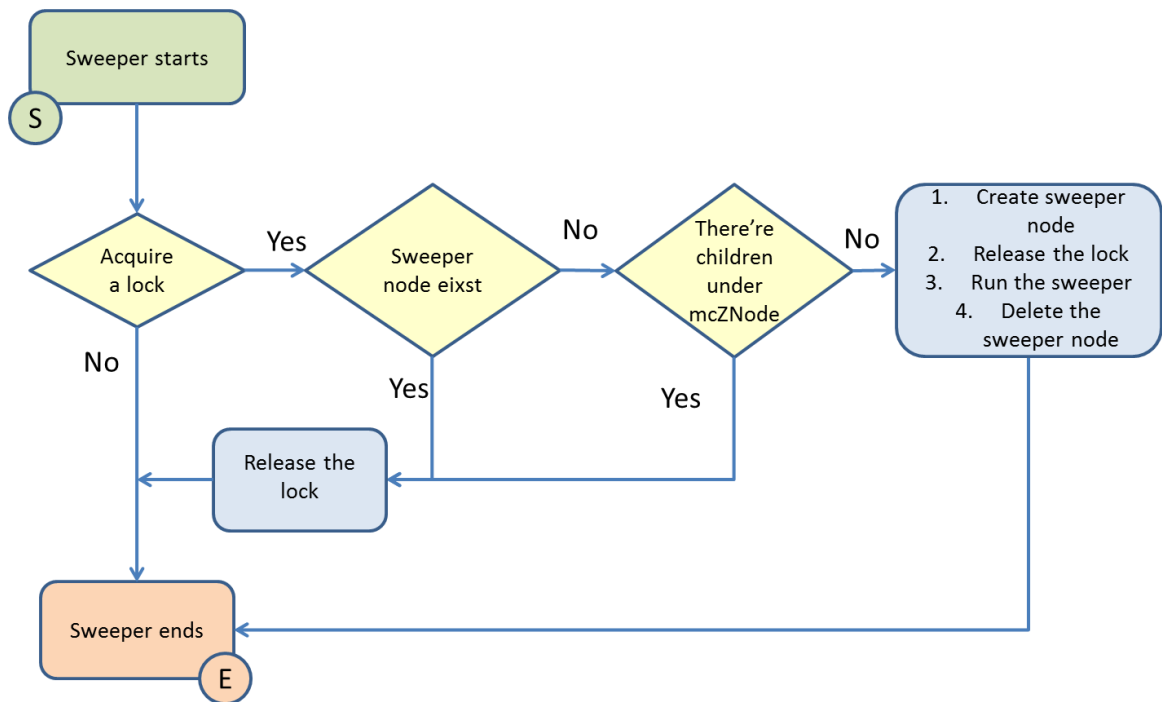 Sweeper starts
S
Acquire
a lock
Yes
Sweeper
node eixst
No
There’re
children
under
mcZNode
No
1. Create sweeper
node
2. Release the lock
3. Run the sweeper
4. Delete the
sweeper node
No
Yes
Yes
Release the
lock
Sweeper ends
E